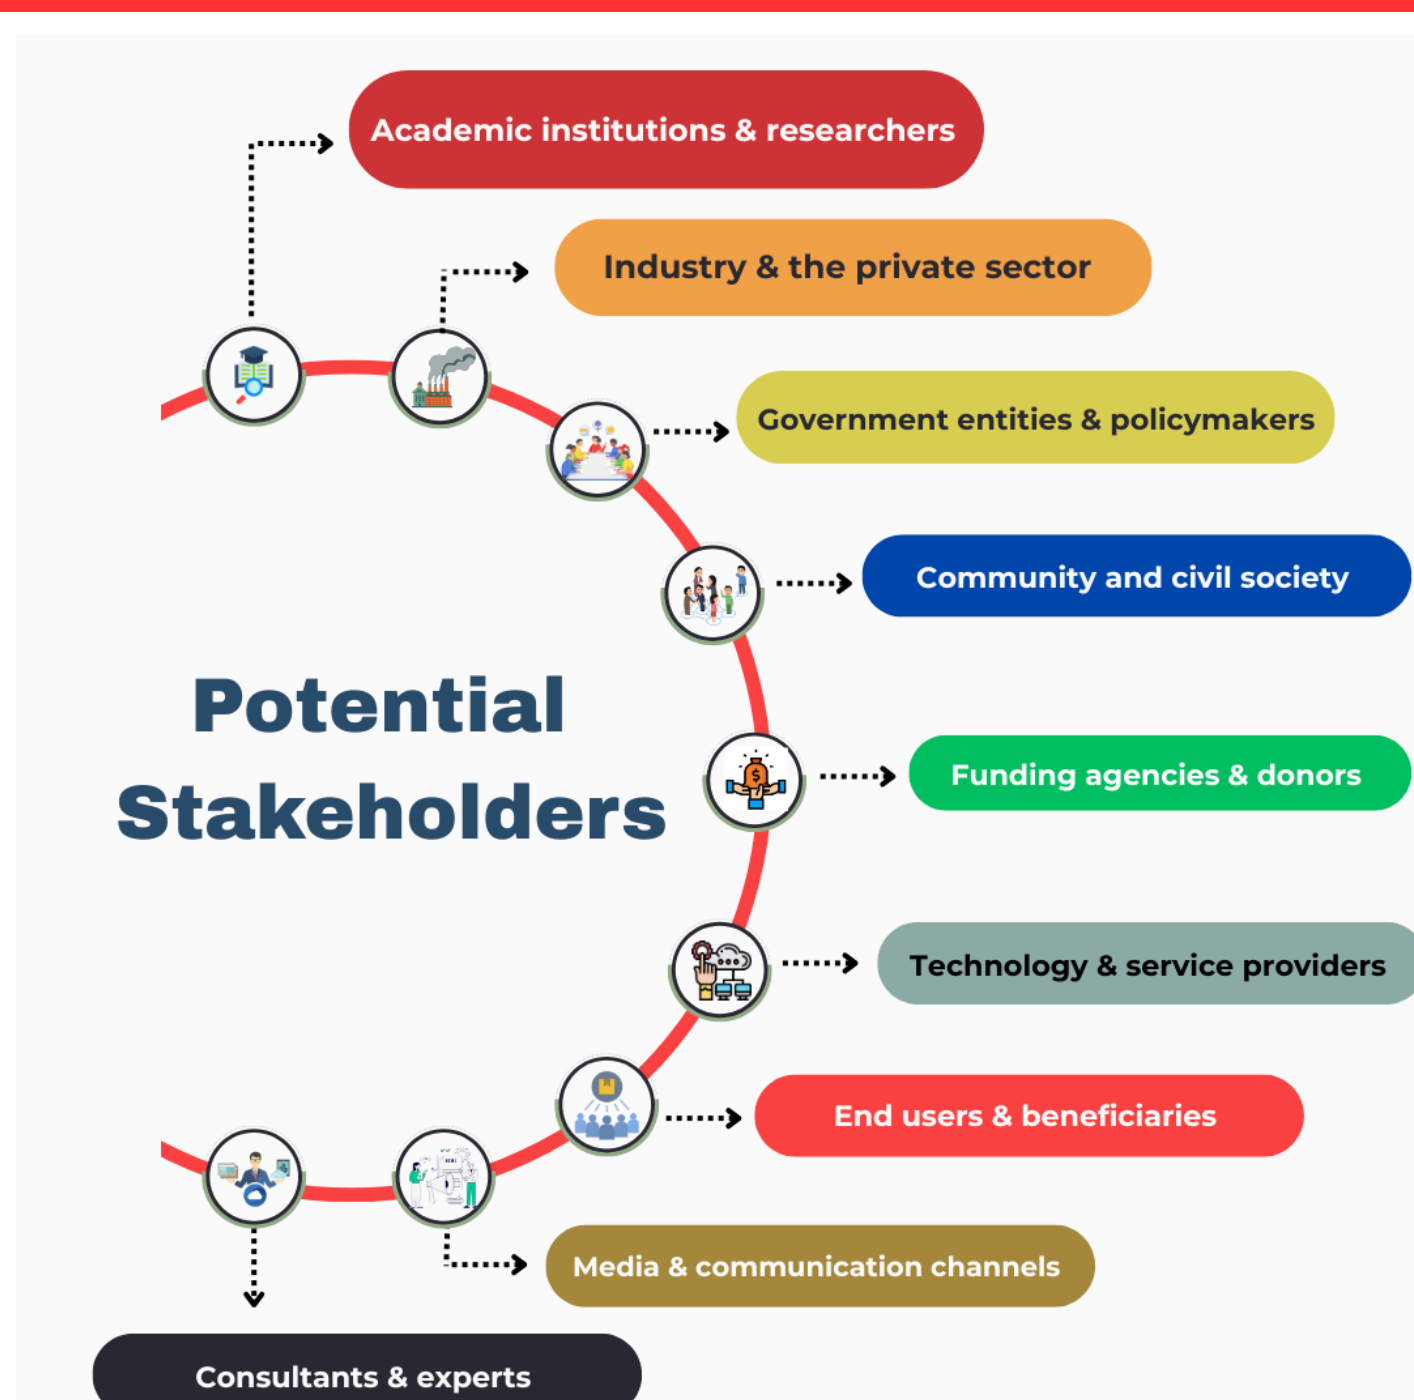 Academic institutions & researchers
Industry & the private sector
Government entities & policymakers
Community and civil society
Potential
Stakeholders
Funding agencies & donors
Technology & service providers
End users & beneficiaries
Media & communication channels
Consultants & experts